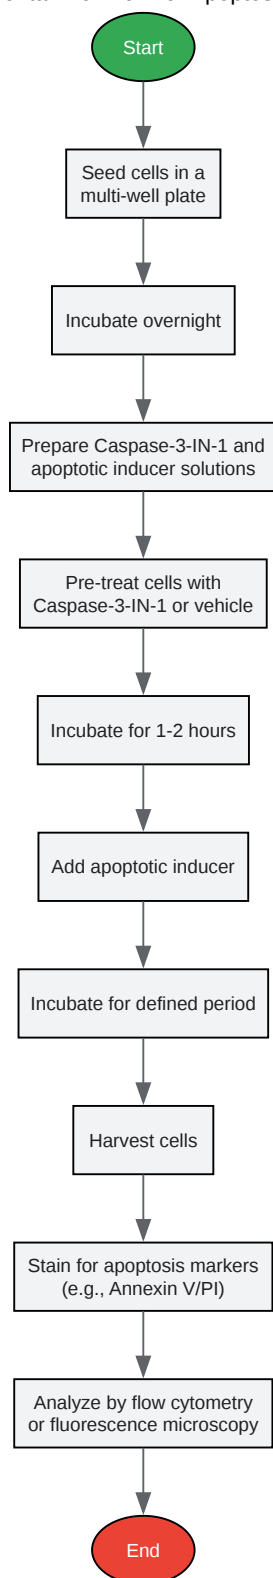 Start
Seed cells in a
multi-well plate
Incubate overnight
Prepare Caspase-3-IN-1 and
apoptotic inducer solutions
Pre-treat cells with
Caspase-3-IN-1 or vehicle
Incubate for 1-2 hours
Add apoptotic inducer
Incubate for defined period
Harvest cells
Stain for apoptosis markers
(e.g., Annexin V/PI)
Analyze by flow cytometry
or fluorescence microscopy
End